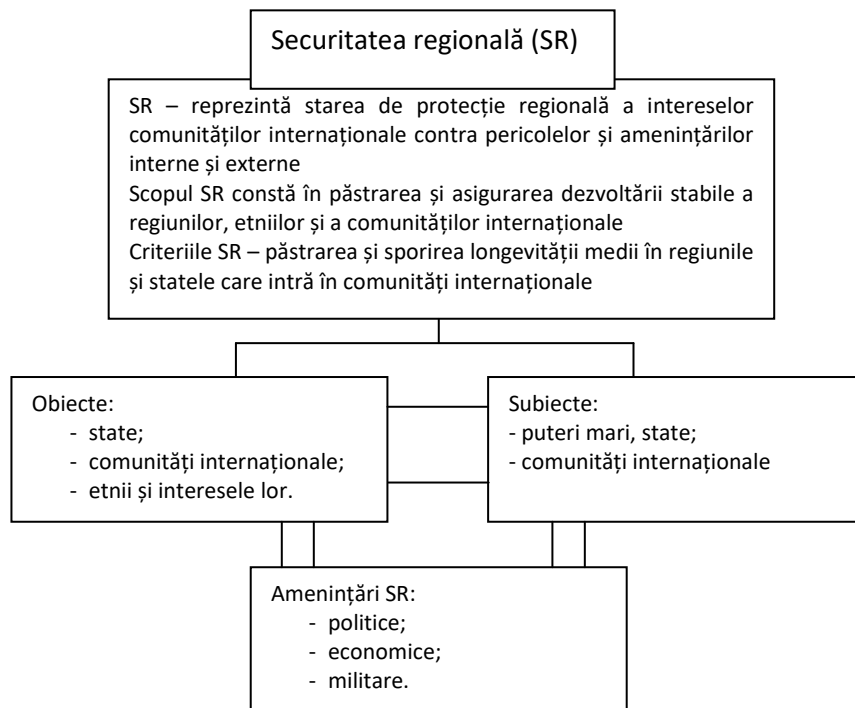 Securitatea regională (SR)
SR – reprezintă starea de protecție regională a intereselor
comunităților internaționale contra pericolelor și amenințărilor
interne și externe
Scopul SR constă în păstrarea și asigurarea dezvoltării stabile a
regiunilor, etniilor și a comunităților internaționale
Criteriile SR – păstrarea și sporirea longevității medii în regiunile
și statele care intră în comunități internaționale
Obiecte:
- state;
- comunități internaționale;
- etnii și interesele lor.
Subiecte:
- puteri mari, state;
- comunități internaționale
Amenințări SR:
- politice;
- economice;
- militare.